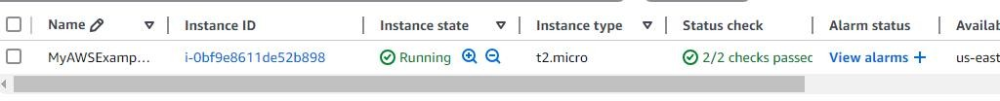 Name Instance ID Instance state Instance type Status check Alarm status Availa
MyAWSExamp... i-0bf9e8611de52b898 Running t2.micro 2/2 checks passec View alarms + us-east